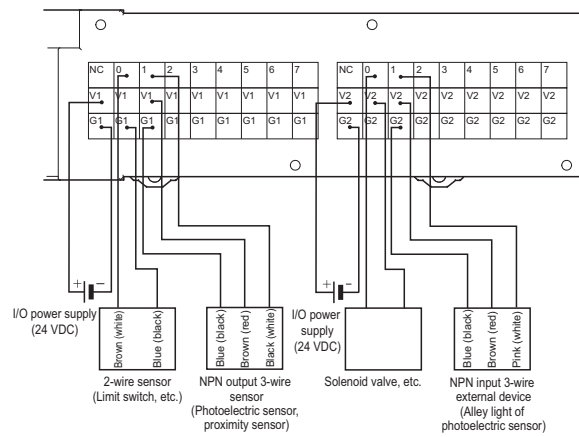 NC 0 1 2 3 4 5 6 7 NC 0 1 2 3 4 5 6 7
V1 V1 V1 V1 V1 V1 V1 V1 V1 V2 V2 V2 V2 V2 V2 V2 V2 V2
G1 G1 G1 G1 G1 G1 G1 G1 G1 G2 G2 G2 G2 G2 G2 G2 G2 G2
+ −
I/O power supply
(24 VDC)
Brown (white)
Blue (black)
2-wire sensor
(Limit switch, etc.)
Blue (black)
Brown (red)
Black (white)
NPN output 3-wire
sensor
(Photoelectric sensor,
proximity sensor)
+ −
I/O power
supply
(24 VDC)
Solenoid valve, etc.
Blue (black)
Brown (red)
Pink (white)
NPN input 3-wire
external device
(Alley light of
photoelectric sensor)